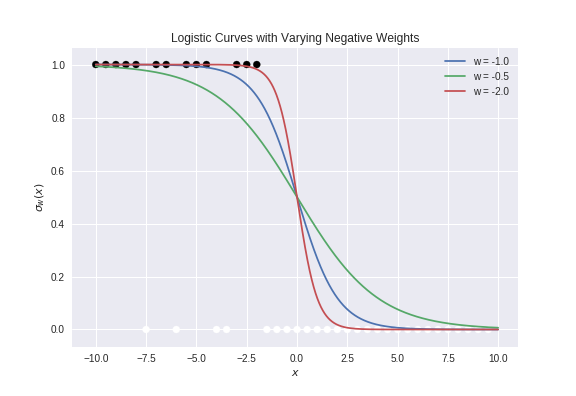 Logistic Curves with Varying Negative Weights
w = -1.0
w = -0.5
w = -2.0
1.0
0.8
0.6
0.4
0.2
0.0
σw(x)
−10.0 −7.5 −5.0 −2.5 0.0 2.5 5.0 7.5 10.0
x